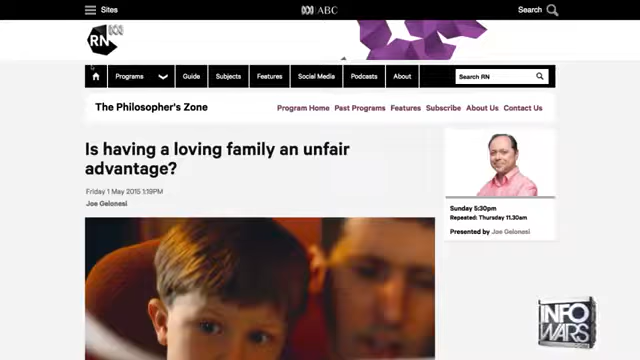 Sites
ABC
Search
RN
Programs
Guide
Subjects
Features
Social Media
Podcasts
About
Search RN
The Philosopher's Zone
Program Home
Past Programs
Features
Subscribe
About Us
Contact Us
Is having a loving family an unfair
advantage?
Friday 1 May 2015 1:19PM
Joe Gelonesi
Sunday 5:30pm
Repeated: Thursday 11.30am
Presented by Joe Gelonesi
INFO
WARS